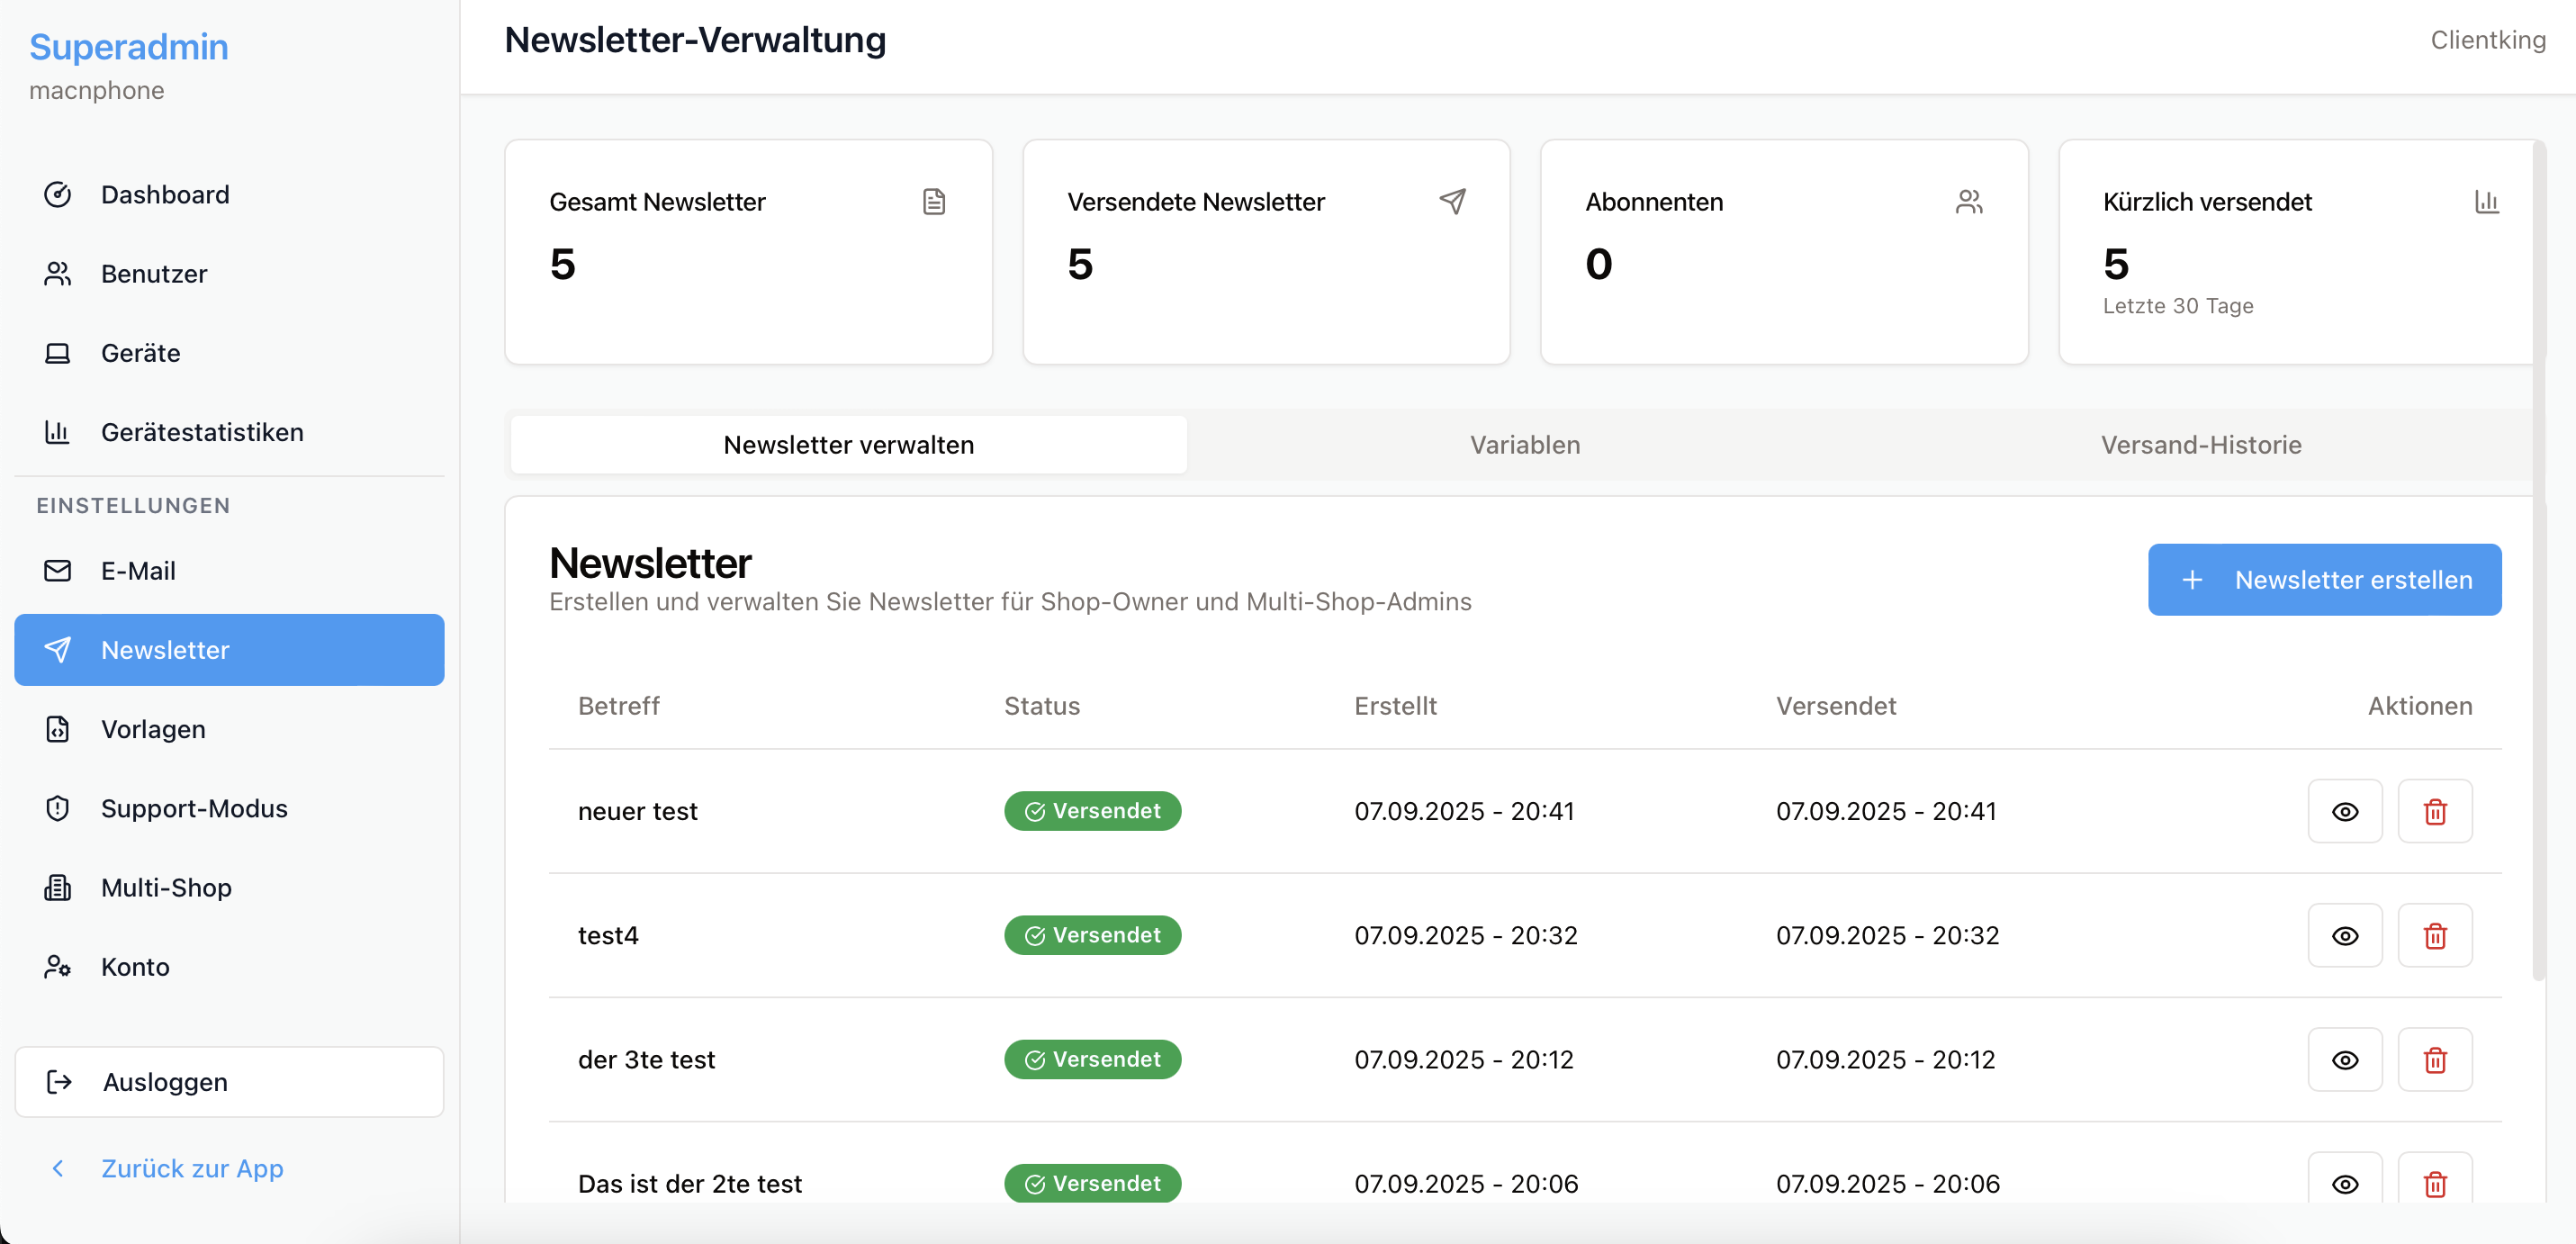 Superadmin
macnphone
Dashboard
Benutzer
Geräte
Gerätestatistiken
EINSTELLUNGEN
E-Mail
Newsletter
Vorlagen
Support-Modus
Multi-Shop
Konto
Ausloggen
Zurück zur App
Newsletter-Verwaltung
Clientking
Gesamt Newsletter
5
Versendete Newsletter
5
Abonnenten
0
Kürzlich versendet
5
Letzte 30 Tage
Newsletter verwalten
Variablen
Versand-Historie
Newsletter
Erstellen und verwalten Sie Newsletter für Shop-Owner und Multi-Shop-Admins
Newsletter erstellen
Betreff Status Erstellt Versendet Aktionen
neuer test Versendet 07.09.2025 - 20:41 07.09.2025 - 20:41
test4 Versendet 07.09.2025 - 20:32 07.09.2025 - 20:32
der 3te test Versendet 07.09.2025 - 20:12 07.09.2025 - 20:12
Das ist der 2te test Versendet 07.09.2025 - 20:06 07.09.2025 - 20:06